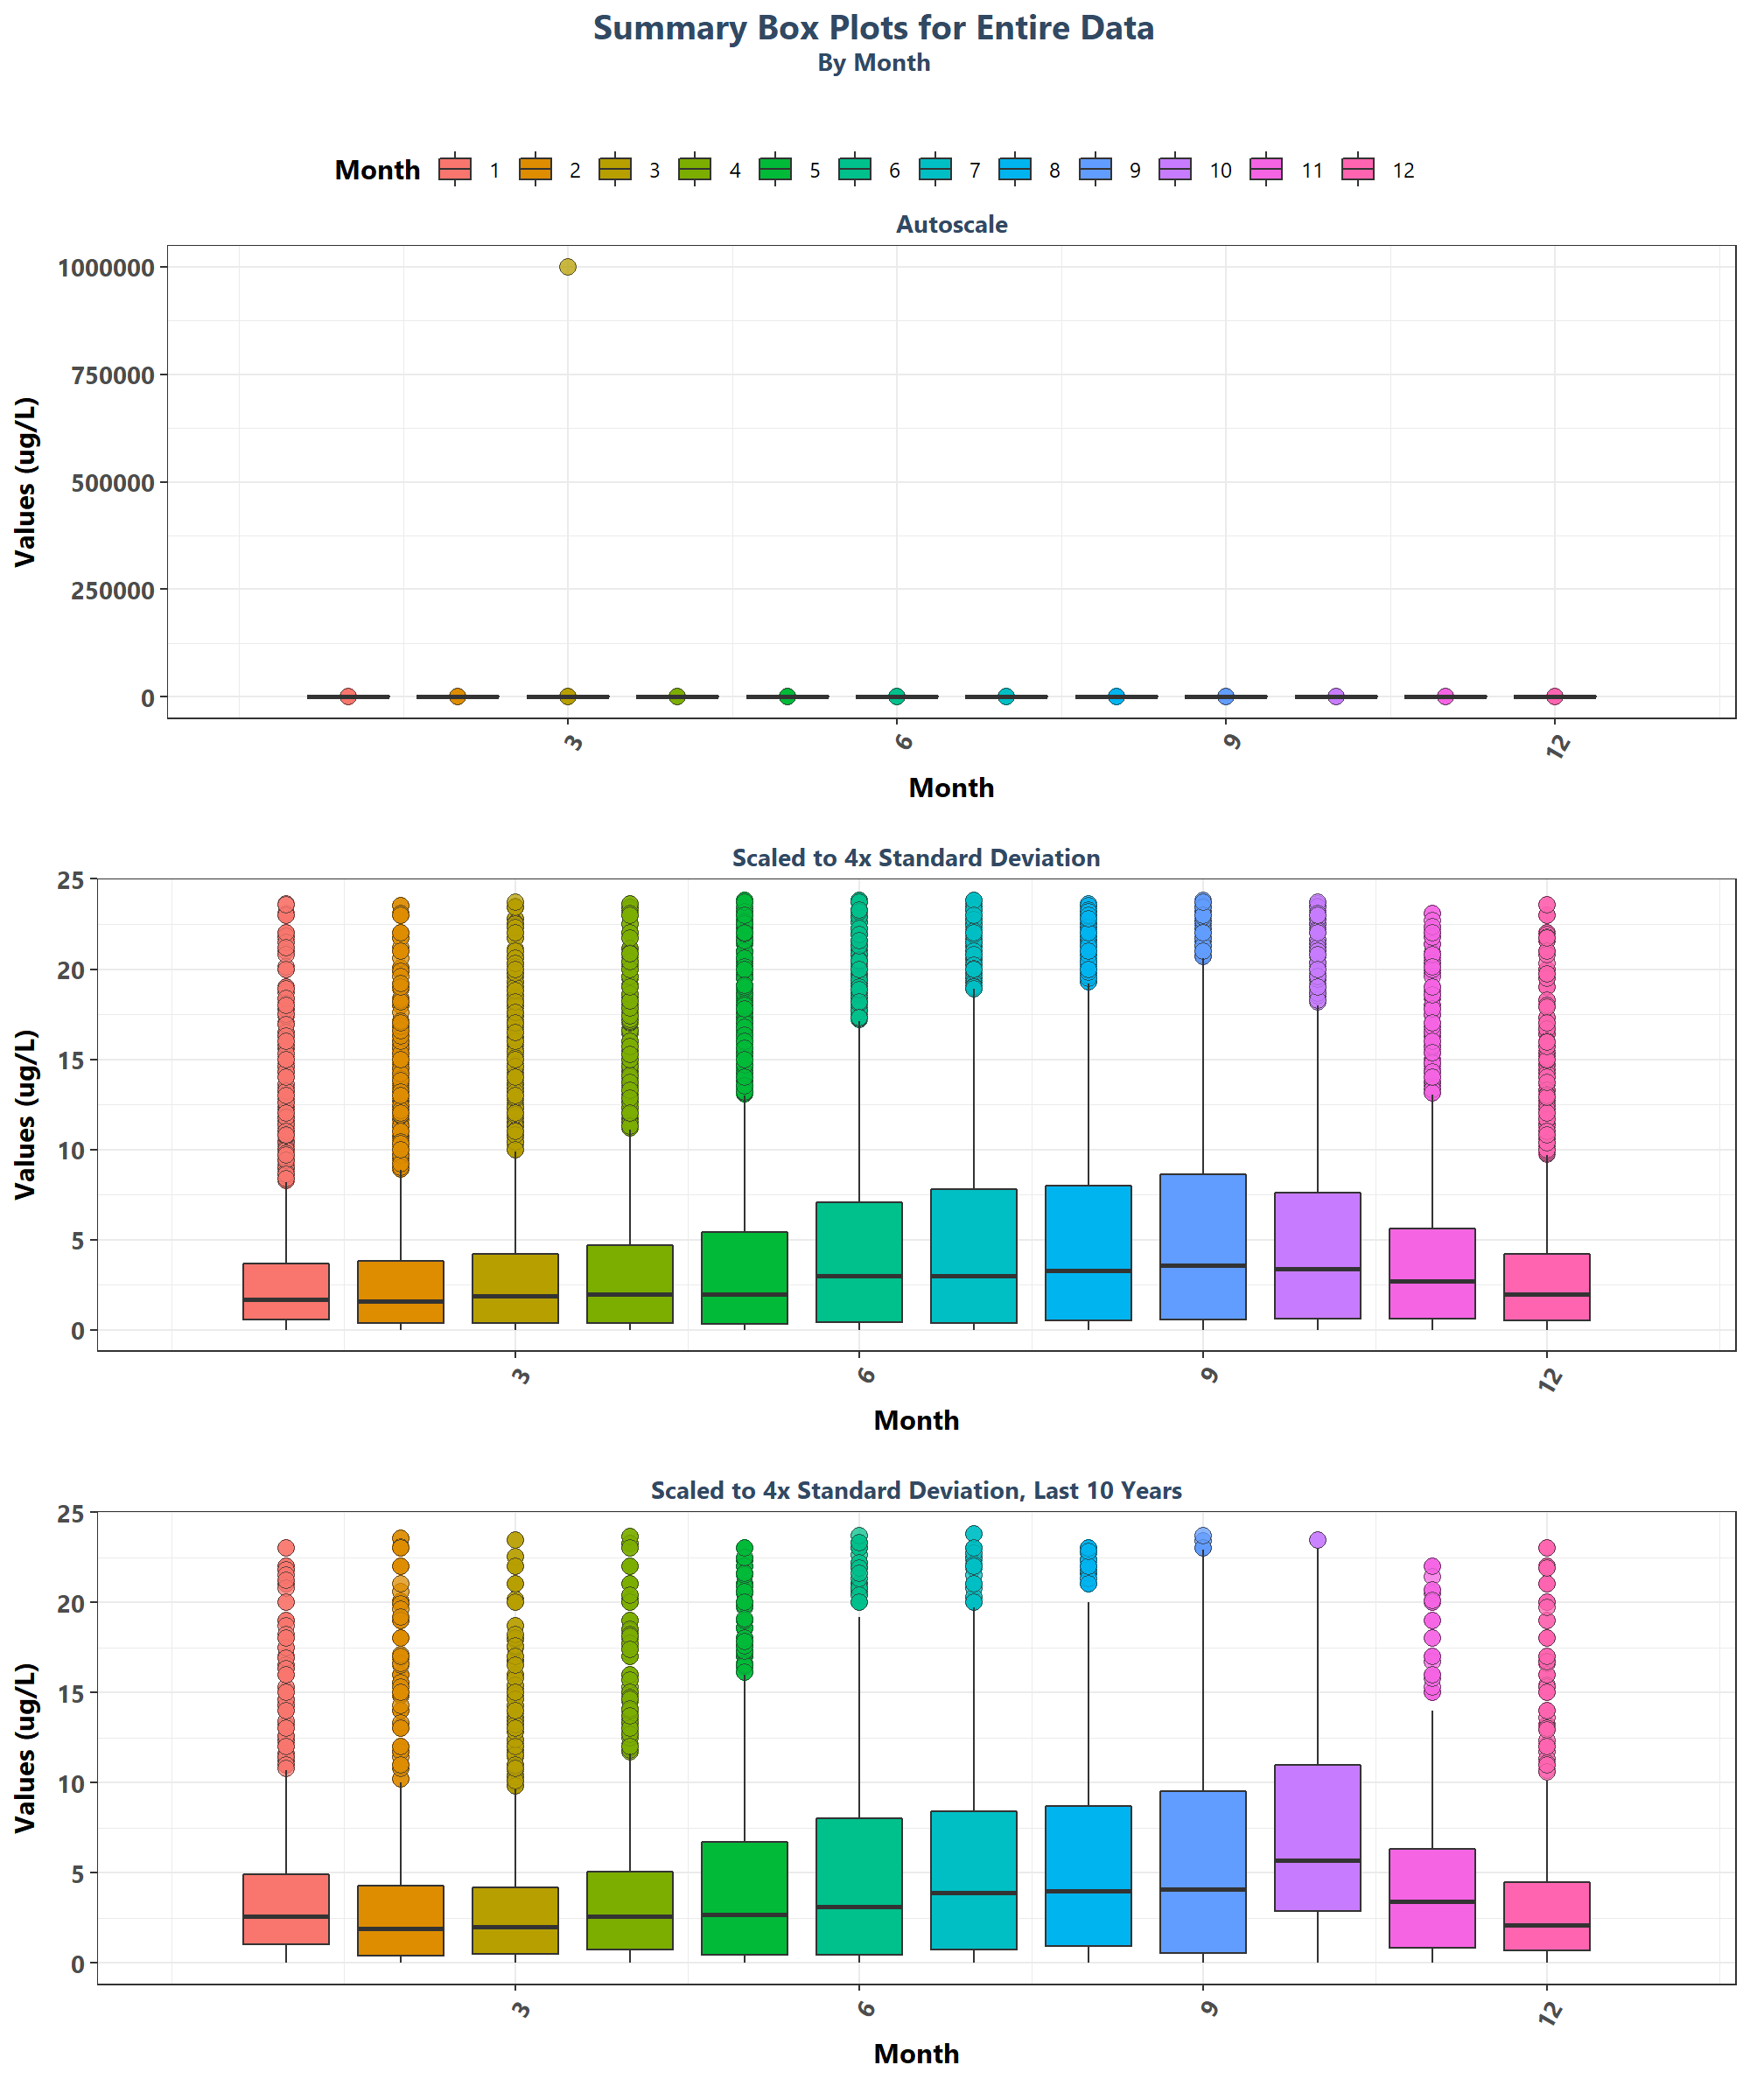 Summary Box Plots for Entire Data
By Month
Month 1 2 3 4 5 6 7 8 9 10 11 12
Autoscale
Values (ug/L)
1000000
750000
500000
250000
0
3 6 9 12
Month
Scaled to 4x Standard Deviation
Values (ug/L)
25
20
15
10
5
0
3 6 9 12
Month
Scaled to 4x Standard Deviation, Last 10 Years
Values (ug/L)
25
20
15
10
5
0
3 6 9 12
Month